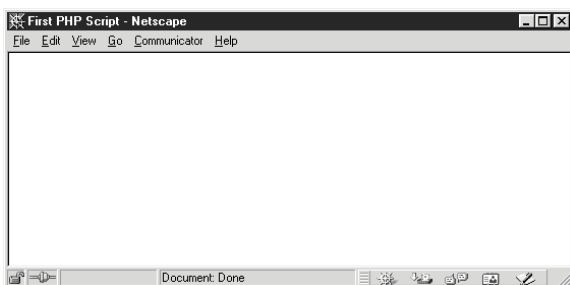 First PHP Script - Netscape
File Edit View Go Communicator Help
Document: Done